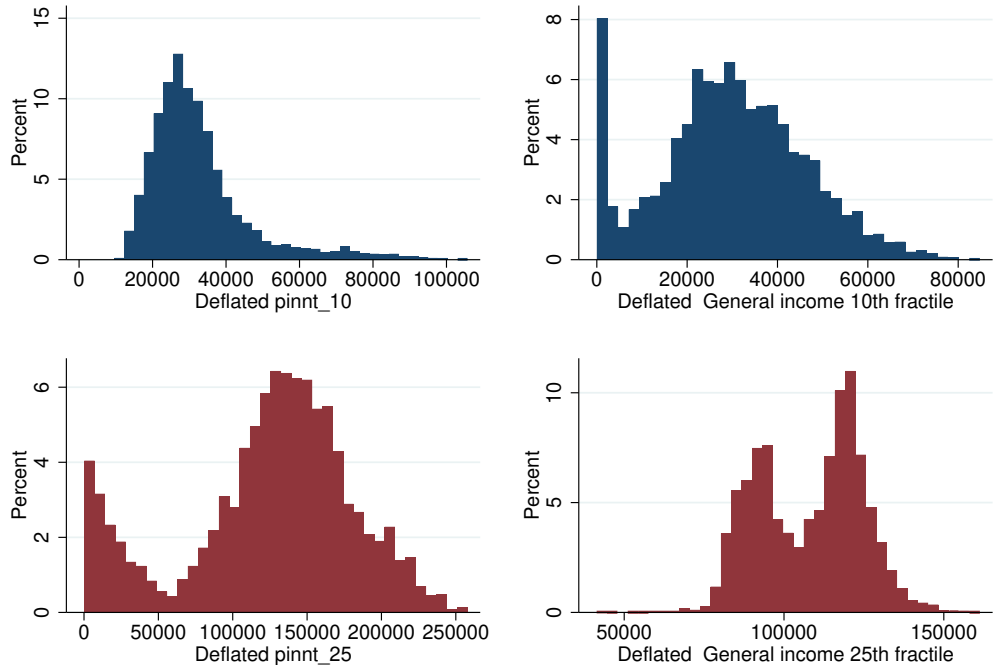 15
10
5
0
Percent
0 20000 40000 60000 80000 100000
Deflated pinnt_10
8
6
4
2
0
Percent
0 20000 40000 60000 80000
Deflated  General income 10th fractile
6
4
2
0
Percent
0 50000 100000 150000 200000 250000
Deflated pinnt_25
10
5
0
Percent
50000 100000 150000
Deflated  General income 25th fractile